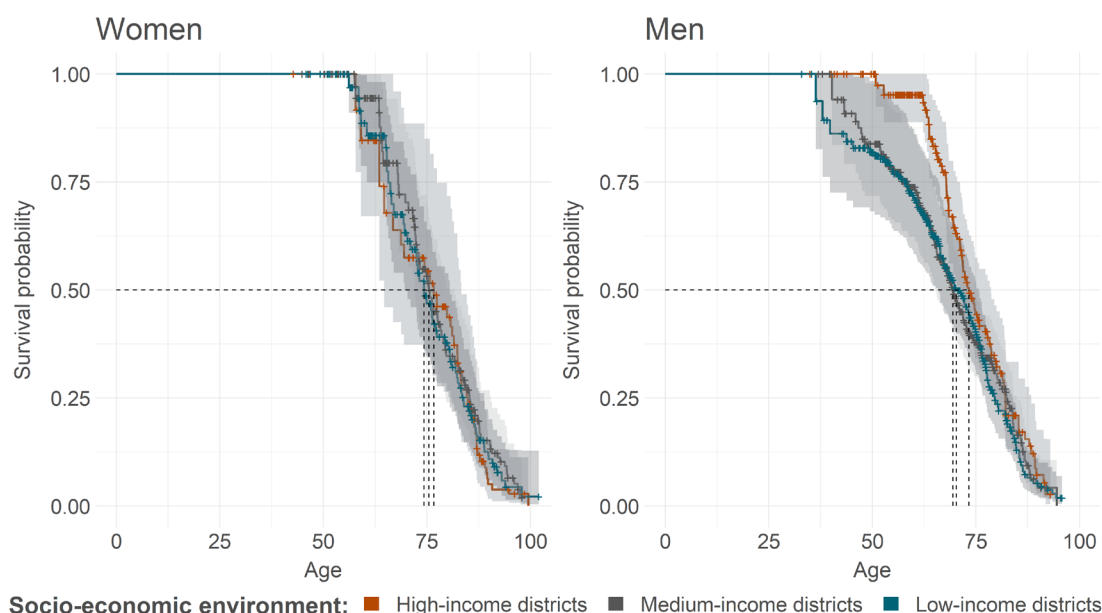 Women
Men
Survival probability
1.00
0.75
0.50
0.25
0.00
0
25
50
75
100
Age
Survival probability
1.00
0.75
0.50
0.25
0.00
0
25
50
75
100
Age
Socio-economic environment: High-income districts Medium-income districts Low-income districts